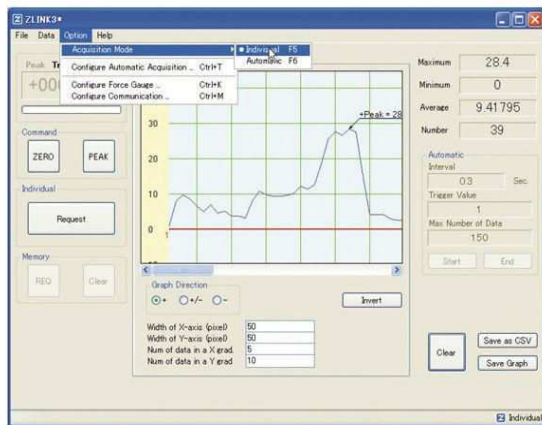 ZLINK3*
File Data Option Help
Acquisition Mode
Individual F5
Automatic F6
Configure Automatic Acquisition .. Ctrl+T
Configure Force Gauge .. Ctrl+K
Configure Communication .. Ctrl+M
Peak Tr
+00
Command
ZERO
PEAK
Individual
Request
Memory
REQ
Clear
+Peak = 28
30
20
10
0
1
Graph Direction
+ +/- -
Invert
Width of X-axis (pixel) 50
Width of Y-axis (pixel) 50
Num of data in a X grad. 5
Num of data in a Y grad 10
Maximum 28.4
Minimum 0
Average 9.41795
Number 39
Automatic
Interval
0.3 Sec.
Trigger Value
1
Max Number of Data
150
Start
End
Clear
Save as CSV
Save Graph
Individual